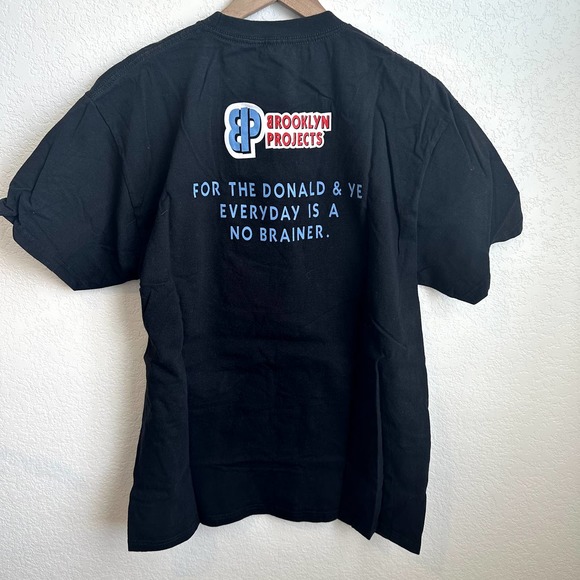 BP
BROOKLYN
PROJECTS
FOR THE DONALD & YE
EVERYDAY IS A
NO BRAINER.